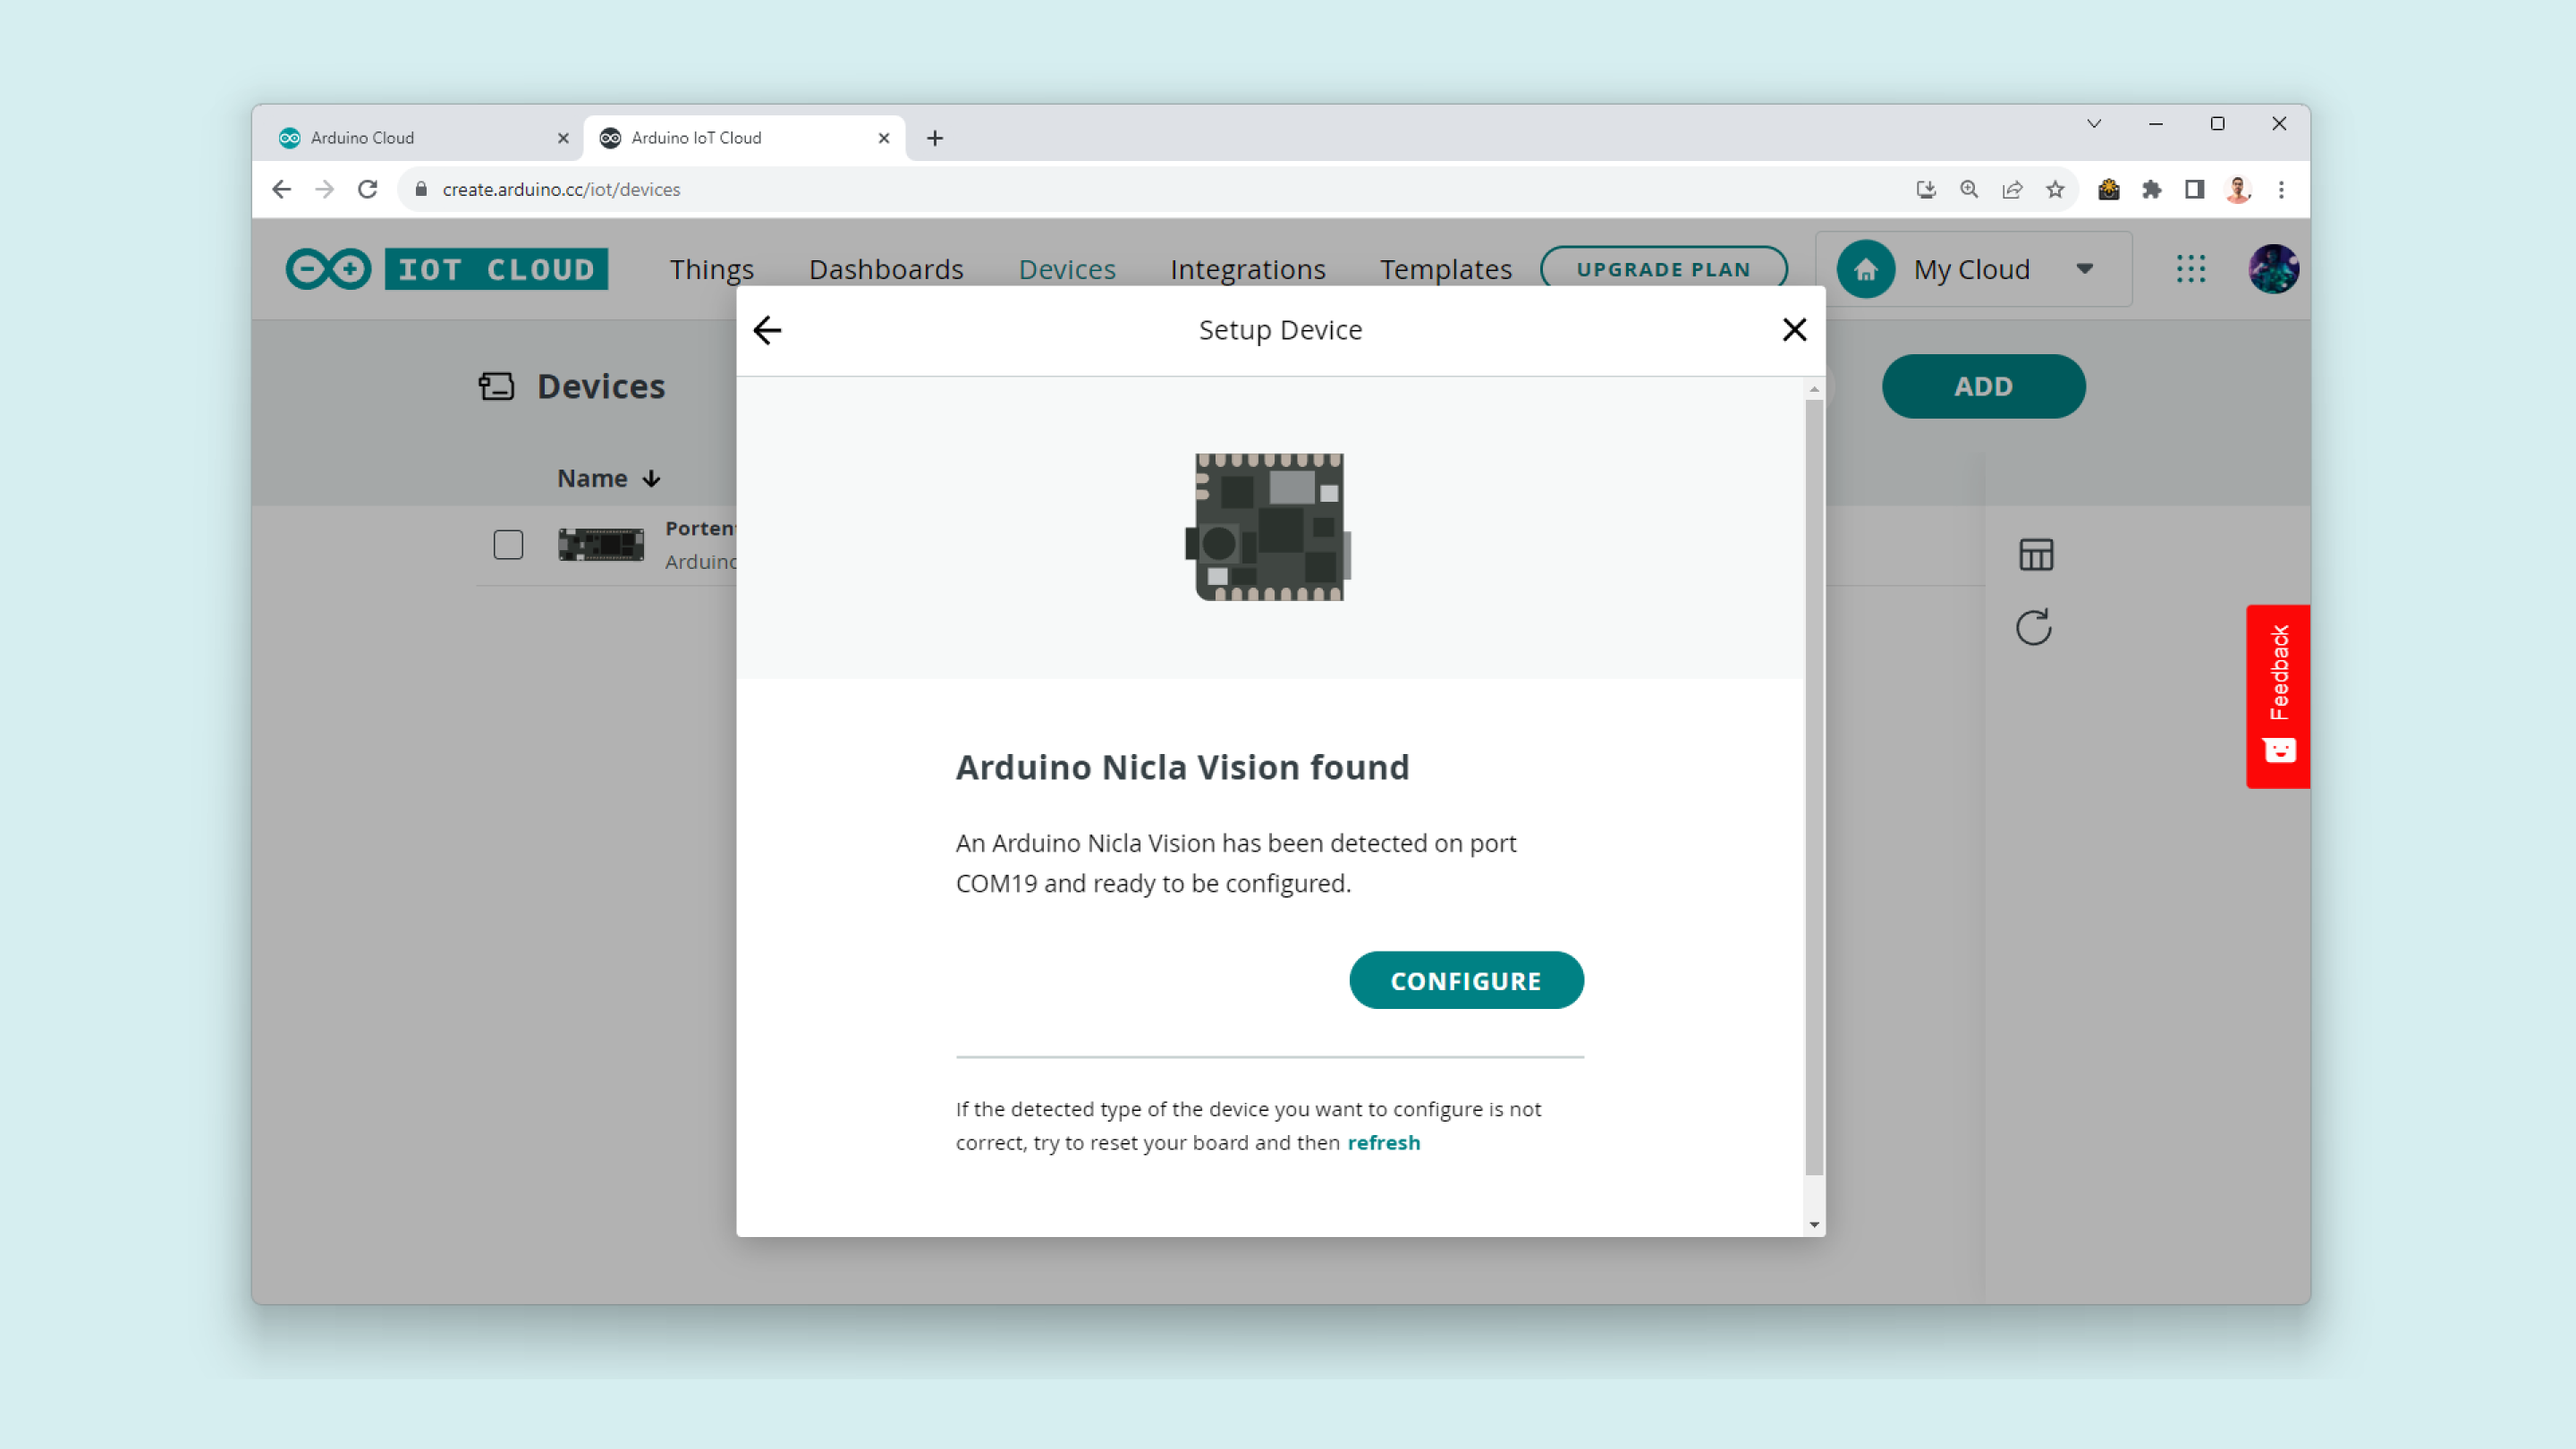 Arduino Cloud
Arduino IoT Cloud
create.arduino.cc/iot/devices
IOT CLOUD
Things
Dashboards
Devices
Integrations
Templates
UPGRADE PLAN
My Cloud
Setup Device
Devices
ADD
Name
Porten
Arduino
Feedback
Arduino Nicla Vision found
An Arduino Nicla Vision has been detected on port
COM19 and ready to be configured.
CONFIGURE
If the detected type of the device you want to configure is not
correct, try to reset your board and then refresh